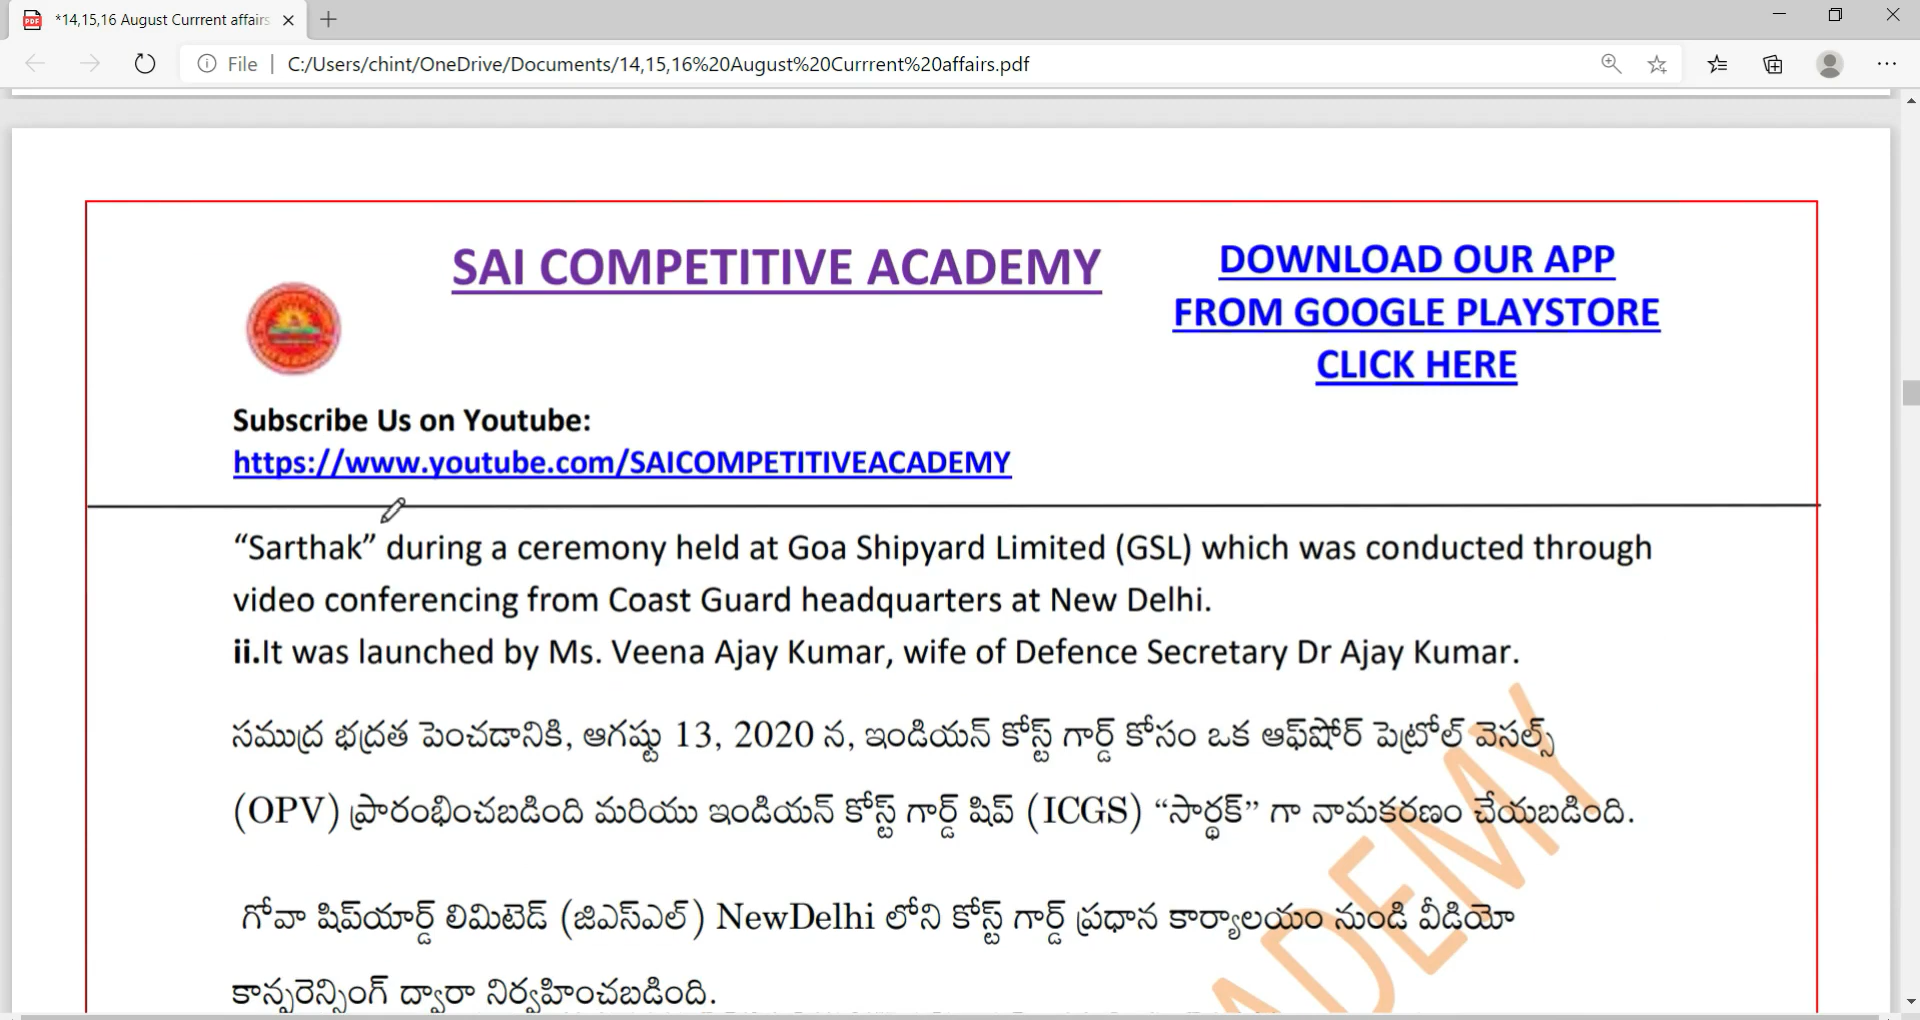 *14,15,16 August Currrent affairs
File | C:/Users/chint/OneDrive/Documents/14,15,16%20August%20Currrent%20affairs.pdf
SAI COMPETITIVE ACADEMY
DOWNLOAD OUR APP
FROM GOOGLE PLAYSTORE
CLICK HERE
Subscribe Us on Youtube:
https://www.youtube.com/SAICOMPETITIVEACADEMY
“Sarthak” during a ceremony held at Goa Shipyard Limited (GSL) which was conducted through
video conferencing from Coast Guard headquarters at New Delhi.
ii.It was launched by Ms. Veena Ajay Kumar, wife of Defence Secretary Dr Ajay Kumar.
సముద్ర భద్రత పెంచడానికి, ఆగష్టు 13, 2020 న, ఇండియన్ కోస్ట్ గార్డ్ కోసం ఒక ఆఫ్‌షోర్ పెట్రోల్ వెసల్స్
(OPV) ప్రారంభించబడింది మరియు ఇండియన్ కోస్ట్ గార్డ్ షిప్ (ICGS) “సార్థక్” గా నామకరణం చేయబడింది.
గోవా షిప్‌యార్డ్ లిమిటెడ్ (జిఎస్ఎల్) NewDelhi లోని కోస్ట్ గార్డ్ ప్రధాన కార్యాలయం నుండి వీడియో
కాన్ఫరెన్సింగ్ ద్వారా నిర్వహించబడింది.
ADEMY